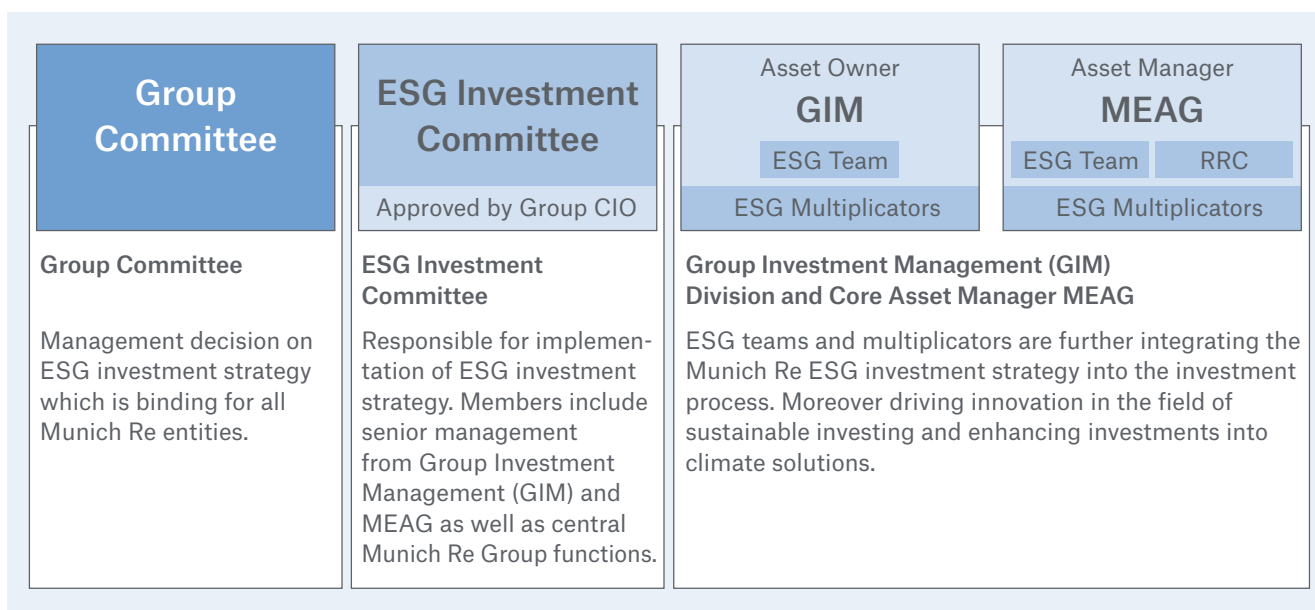 Group
Committee
ESG Investment
Committee
Approved by Group CIO
Asset Owner
GIM
ESG Team
ESG Multiplicators
Asset Manager
MEAG
ESG Team
RRC
ESG Multiplicators
Group Committee
Management decision on
ESG investment strategy
which is binding for all
Munich Re entities.
ESG Investment
Committee
Responsible for implemen-
tation of ESG investment
strategy. Members include
senior management
from Group Investment
Management (GIM) and
MEAG as well as central
Munich Re Group functions.
Group Investment Management (GIM)
Division and Core Asset Manager MEAG
ESG teams and multiplicators are further integrating the
Munich Re ESG investment strategy into the investment
process. Moreover driving innovation in the field of
sustainable investing and enhancing investments into
climate solutions.